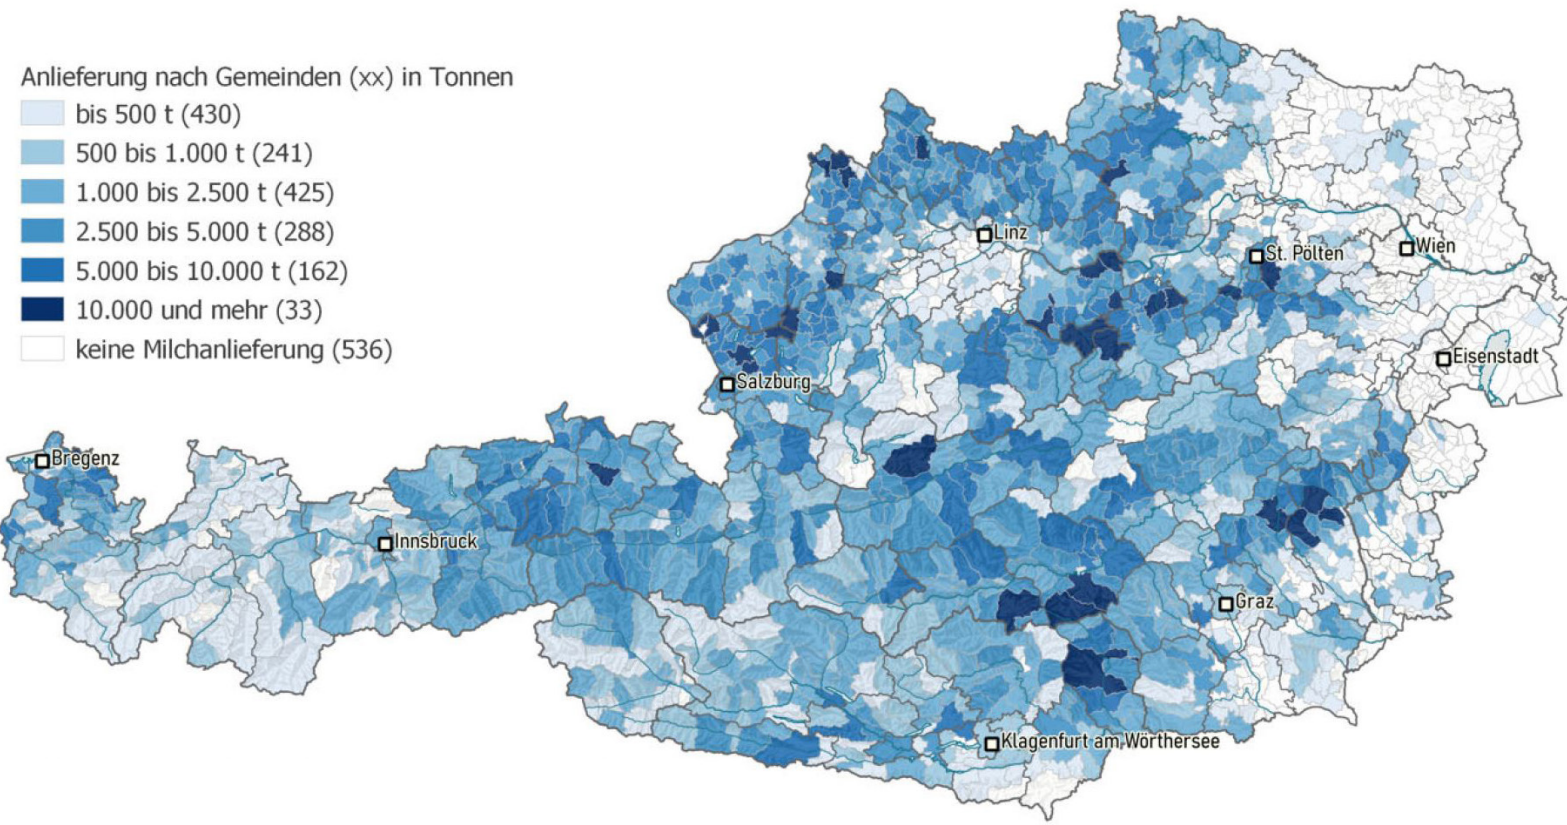 Anlieferung nach Gemeinden (xx) in Tonnen
bis 500 t (430)
500 bis 1.000 t (241)
1.000 bis 2.500 t (425)
2.500 bis 5.000 t (288)
5.000 bis 10.000 t (162)
10.000 und mehr (33)
keine Milchanlieferung (536)
Linz
Wien
St. Pölten
Eisenstadt
Salzburg
Bregenz
Innsbruck
Graz
Klagenfurt am Wörthersee